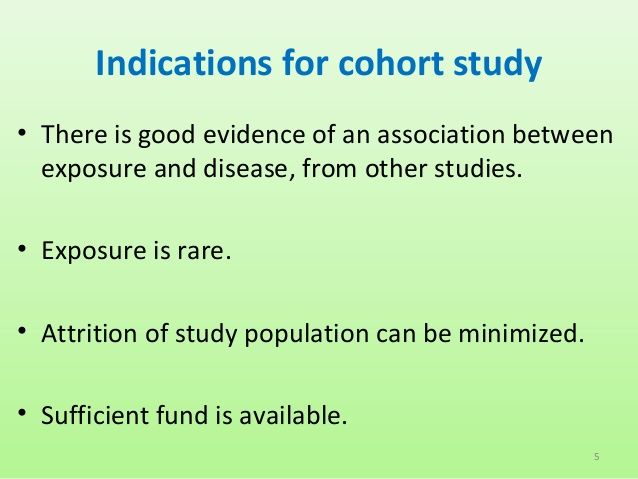 Indications for cohort study
• There is good evidence of an association between
exposure and disease, from other studies.
• Exposure is rare.
• Attrition of study population can be minimized.
• Sufficient fund is available.
5